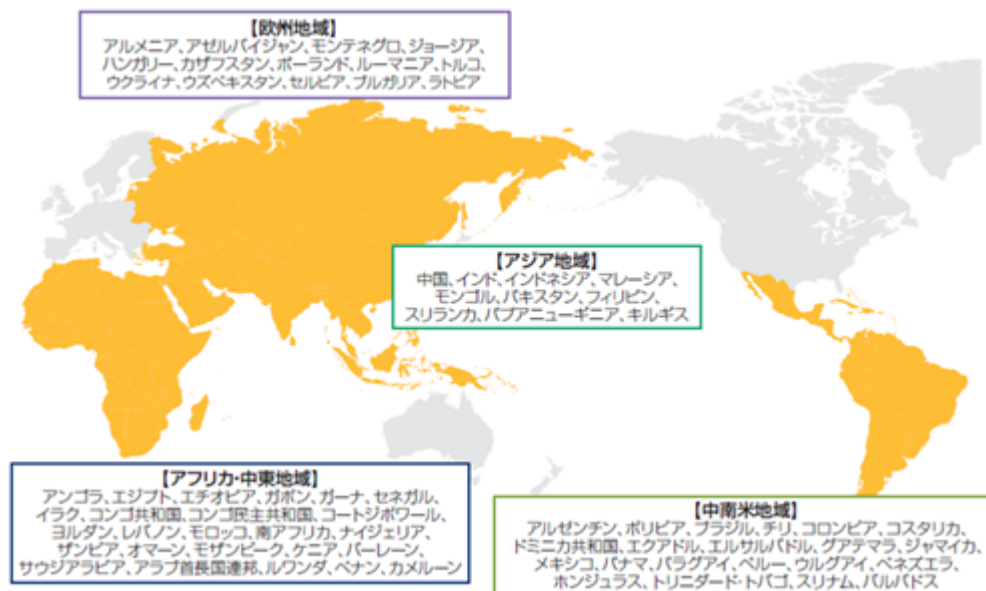 【欧州地域】
アルメニア、アゼルバイジャン、モンテネグロ、ジョージア、
ハンガリー、カザフスタン、ポーランド、ルーマニア、トルコ、
ウクライナ、ウズベキスタン、セルビア、ブルガリア、ラトビア
【アジア地域】
中国、インド、インドネシア、マレーシア、
モンゴル、パキスタン、フィリピン、
スリランカ、パプアニューギニア、キルギス
【アフリカ・中東地域】
アンゴラ、エジプト、エチオピア、ガボン、ガーナ、セネガル、
イラク、コンゴ共和国、コンゴ民主共和国、コートジボワール、
ヨルダン、レバノン、モロッコ、南アフリカ、ナイジェリア、
ザンビア、オマーン、モザンビーク、ケニア、バーレーン、
サウジアラビア、アラブ首長国連邦、ルワンダ、ベナン、カメルーン
【中南米地域】
アルゼンチン、ボリビア、ブラジル、チリ、コロンビア、コスタリカ、
ドミニカ共和国、エクアドル、エルサルバドル、グアテマラ、ジャマイカ、
メキシコ、パナマ、パラグアイ、ペルー、ウルグアイ、ベネズエラ、
ホンジュラス、トリニダード・トバゴ、スリナム、バルバドス